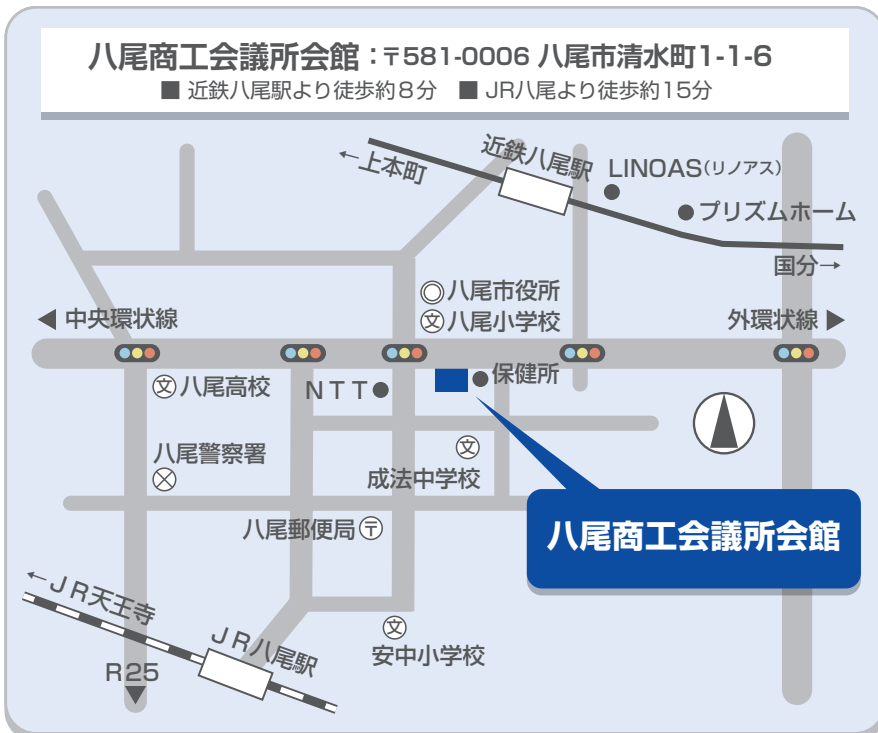 八尾商工会議所会館：〒581-0006 八尾市清水町1-1-6
■ 近鉄八尾駅より徒歩約8分 ■ JR八尾より徒歩約15分
←上本町
近鉄八尾駅
LINOAS(リノアス)
プリズムホーム
国分→
八尾市役所
文 八尾小学校
◀ 中央環状線
外環状線 ▶
文 八尾高校
NTT
保健所
八尾警察署
文
成法中学校
八尾郵便局 〒
八尾商工会議所会館
←JR天王寺
JR八尾駅
文
安中小学校
R25